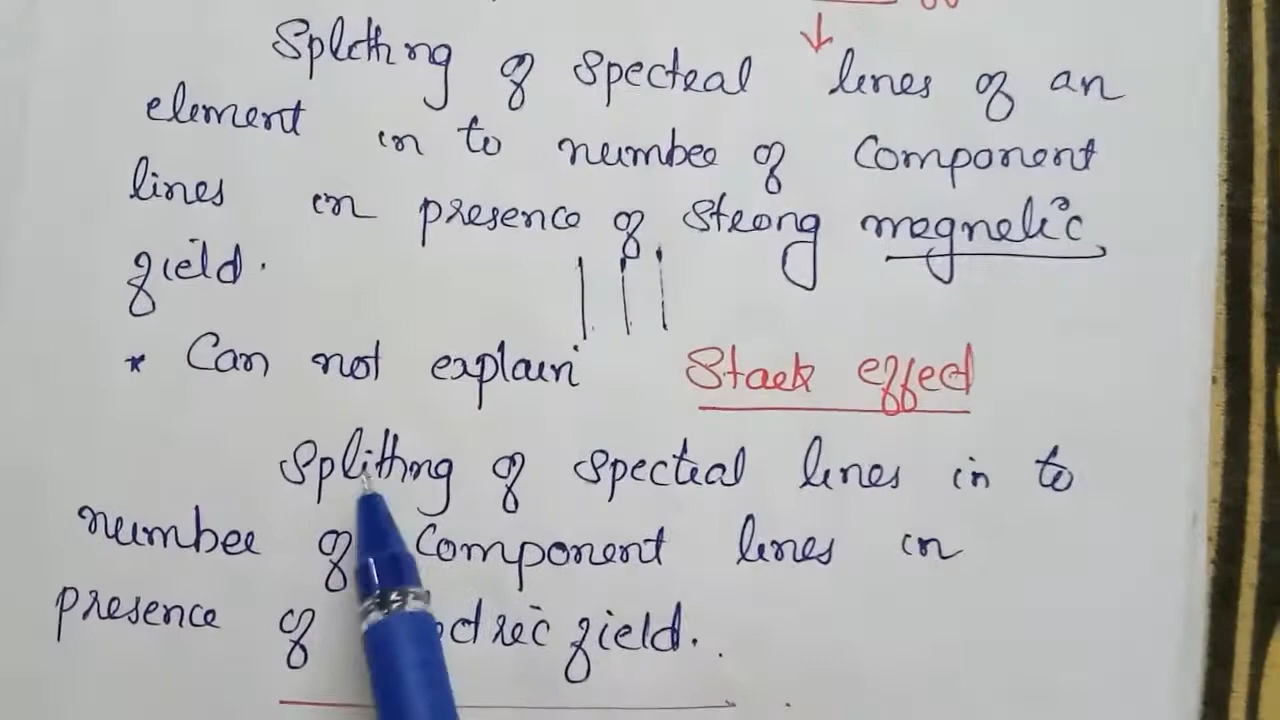 Splitting of spectral lines of an
element in to number of component
lines in presence of strong magnetic
field.
* Can not explain Stark effect
Splitting of spectral lines in to
number of component lines in
presence of field.